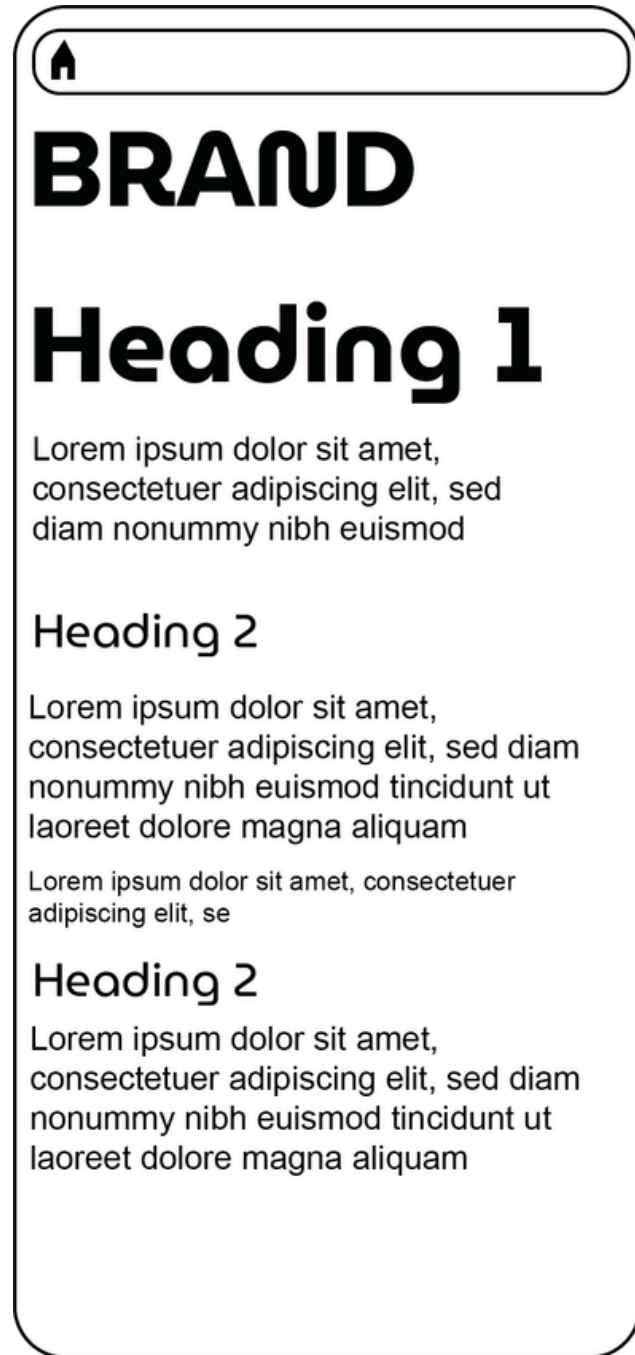 BRAND
Heading 1
Lorem ipsum dolor sit amet,
consectetuer adipiscing elit, sed
diam nonummy nibh euismod
Heading 2
Lorem ipsum dolor sit amet,
consectetuer adipiscing elit, sed diam
nonummy nibh euismod tincidunt ut
laoreet dolore magna aliquam
Lorem ipsum dolor sit amet, consectetuer
adipiscing elit, se
Heading 2
Lorem ipsum dolor sit amet,
consectetuer adipiscing elit, sed diam
nonummy nibh euismod tincidunt ut
laoreet dolore magna aliquam